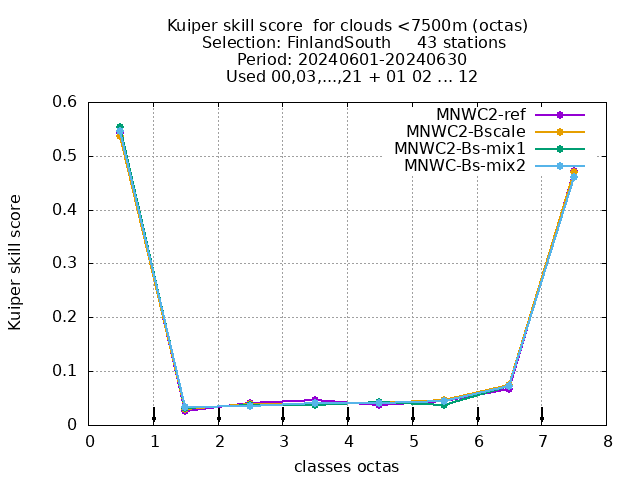 Kuiper skill score  for clouds <7500m (octas)
Selection: FinlandSouth     43 stations
Period: 20240601-20240630
Used 00,03,...,21 + 01 02 ... 12
MNWC2-ref
MNWC2-Bscale
MNWC2-Bs-mix1
MNWC-Bs-mix2
0.6
0.5
0.4
0.3
0.2
0.1
0
Kuiper skill score
0 1 2 3 4 5 6 7 8
classes octas